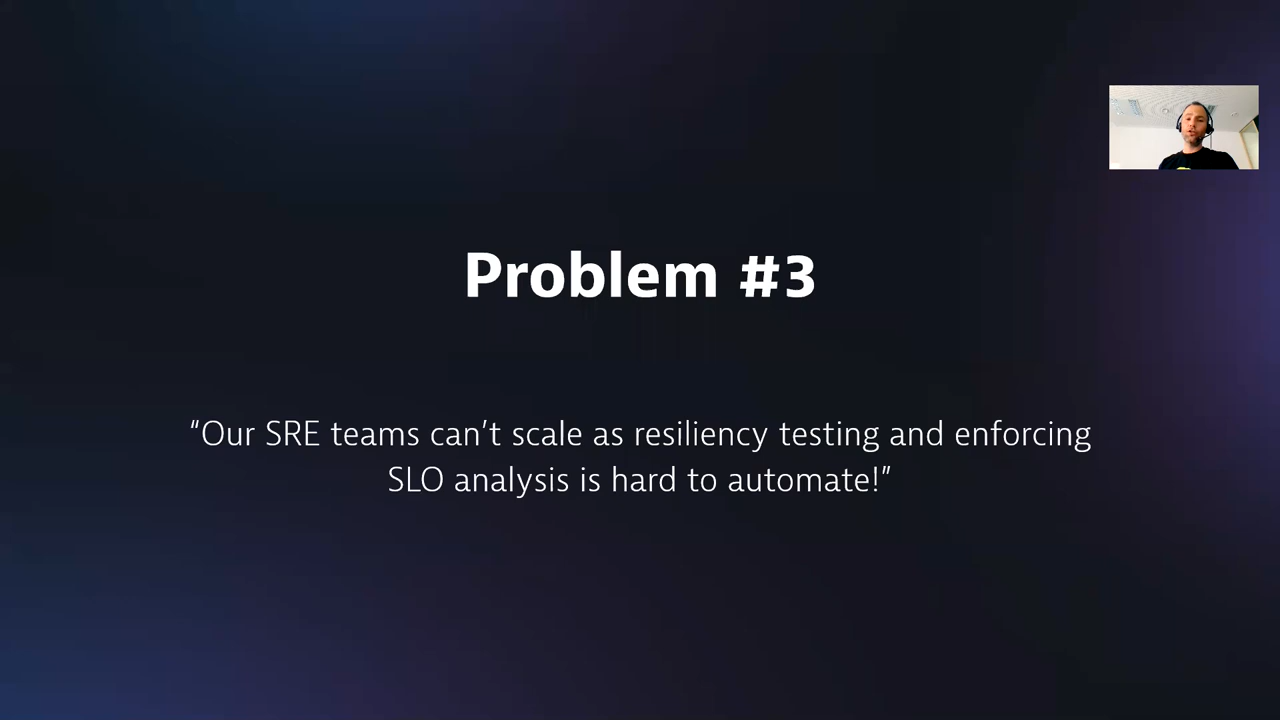 Problem #3
“Our SRE teams can’t scale as resiliency testing and enforcing
SLO analysis is hard to automate!”